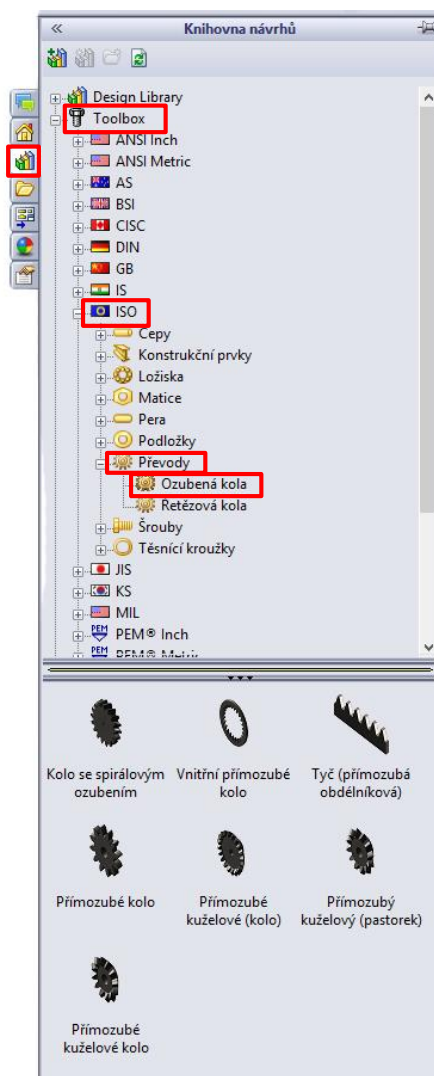 Knihovna návrhů
Design Library
Toolbox
ANSI Inch
ANSI Metric
AS
BSI
CISC
DIN
GB
IS
ISO
Čepy
Konstrukční prvky
Ložiska
Matice
Pera
Podložky
Převody
Ozubená kola
Řetězová kola
Šrouby
Těsnící kroužky
JIS
KS
MIL
PEM® Inch
PEM® Metric
Kolo se spirálovým
ozubením
Vnitřní přímozubé
kolo
Tyč (přímozubá
obdélníková)
Přímozubé kolo
Přímozubé
kuželové (kolo)
Přímozubý
kuželový (pastorek)
Přímozubé
kuželové kolo